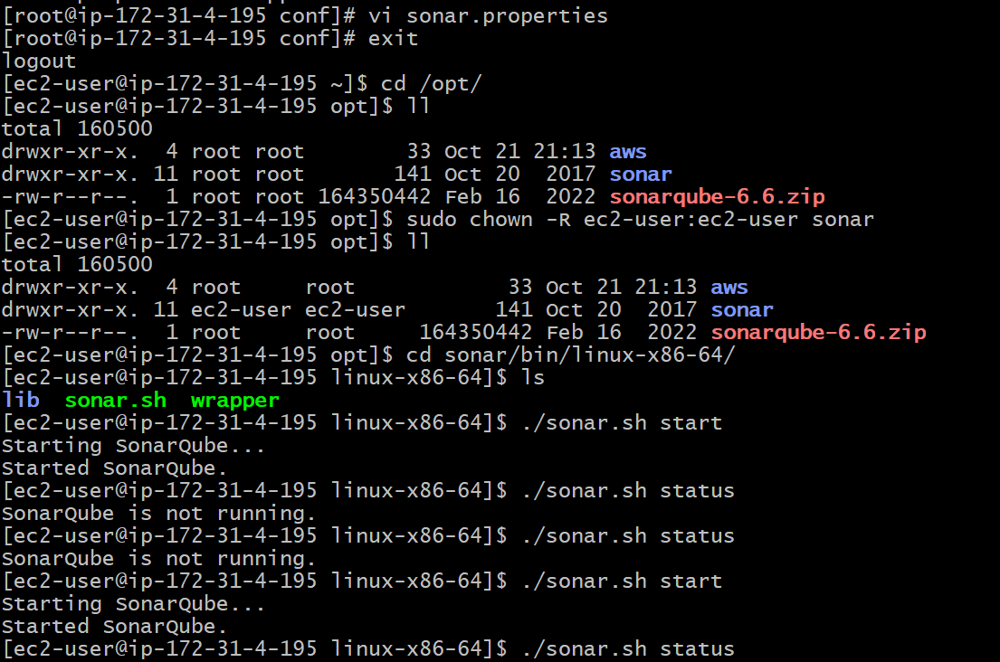 [root@ip-172-31-4-195 conf]# vi sonar.properties
[root@ip-172-31-4-195 conf]# exit
logout
[ec2-user@ip-172-31-4-195 ~]$ cd /opt/
[ec2-user@ip-172-31-4-195 opt]$ ll
total 160500
drwxr-xr-x.  4 root root        33 Oct 21 21:13 aws
drwxr-xr-x. 11 root root       141 Oct 20  2017 sonar
-rw-r--r--.  1 root root 164350442 Feb 16  2022 sonarqube-6.6.zip
[ec2-user@ip-172-31-4-195 opt]$ sudo chown -R ec2-user:ec2-user sonar
[ec2-user@ip-172-31-4-195 opt]$ ll
total 160500
drwxr-xr-x.  4 root     root            33 Oct 21 21:13 aws
drwxr-xr-x. 11 ec2-user ec2-user       141 Oct 20  2017 sonar
-rw-r--r--.  1 root     root     164350442 Feb 16  2022 sonarqube-6.6.zip
[ec2-user@ip-172-31-4-195 opt]$ cd sonar/bin/linux-x86-64/
[ec2-user@ip-172-31-4-195 linux-x86-64]$ ls
lib  sonar.sh  wrapper
[ec2-user@ip-172-31-4-195 linux-x86-64]$ ./sonar.sh start
Starting SonarQube...
Started SonarQube.
[ec2-user@ip-172-31-4-195 linux-x86-64]$ ./sonar.sh status
SonarQube is not running.
[ec2-user@ip-172-31-4-195 linux-x86-64]$ ./sonar.sh status
SonarQube is not running.
[ec2-user@ip-172-31-4-195 linux-x86-64]$ ./sonar.sh start
Starting SonarQube...
Started SonarQube.
[ec2-user@ip-172-31-4-195 linux-x86-64]$ ./sonar.sh status